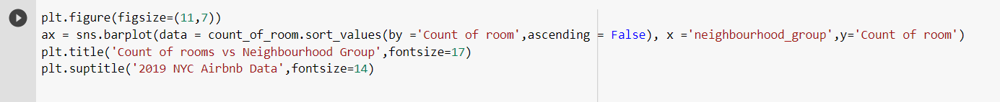 plt.figure(figsize=(11,7))
ax = sns.barplot(data = count_of_room.sort_values(by ='Count of room',ascending = False), x ='neighbourhood_group',y='Count of room')
plt.title('Count of rooms vs Neighbourhood Group',fontsize=17)
plt.suptitle('2019 NYC Airbnb Data',fontsize=14)